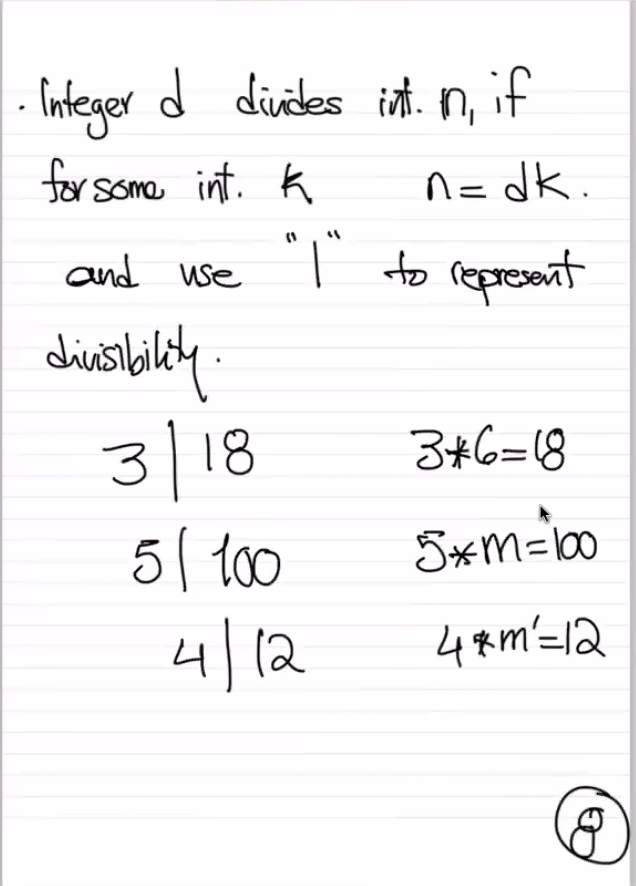 . Integer d divides int. n, if
for some int. k n = dk.
and use "|" to represent
divisibility.
3 | 18 3*6=18
5 | 100 5*m=100
4 | 12 4*m'=12
8